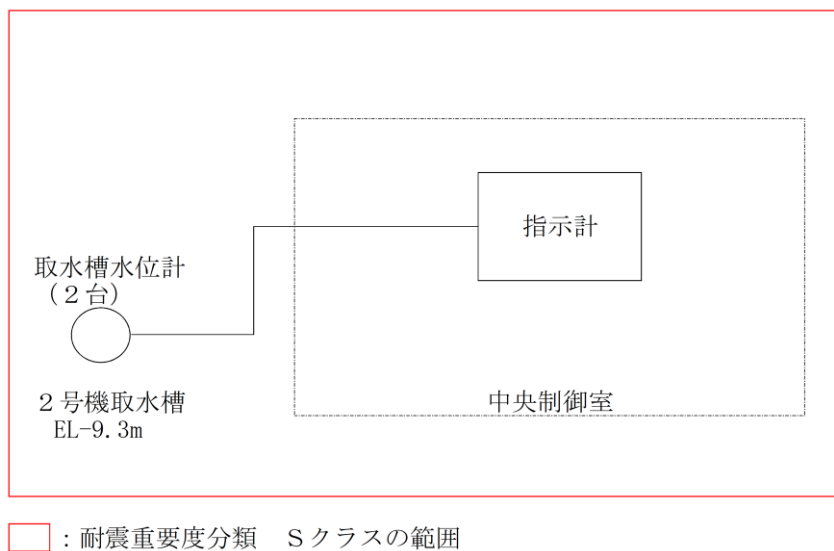 指示計
取水槽水位計
(２台)
中央制御室
２号機取水槽
EL-9.3m
：耐震重要度分類　Ｓクラスの範囲